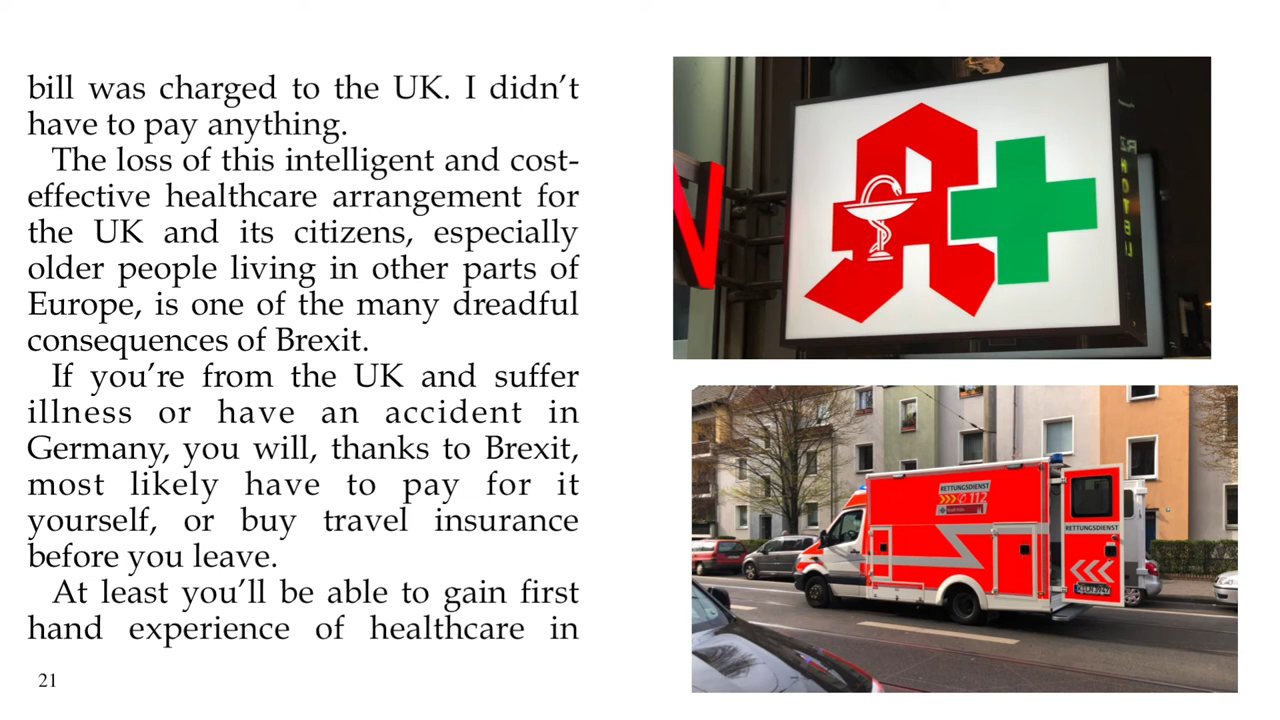 bill was charged to the UK. I didn’t
have to pay anything.
The loss of this intelligent and cost-
effective healthcare arrangement for
the UK and its citizens, especially
older people living in other parts of
Europe, is one of the many dreadful
consequences of Brexit.
If you’re from the UK and suffer
illness or have an accident in
Germany, you will, thanks to Brexit,
most likely have to pay for it
yourself, or buy travel insurance
before you leave.
At least you’ll be able to gain first
hand experience of healthcare in
21
A
RETTUNGSDIENST
112
RETTUNGSDIENST